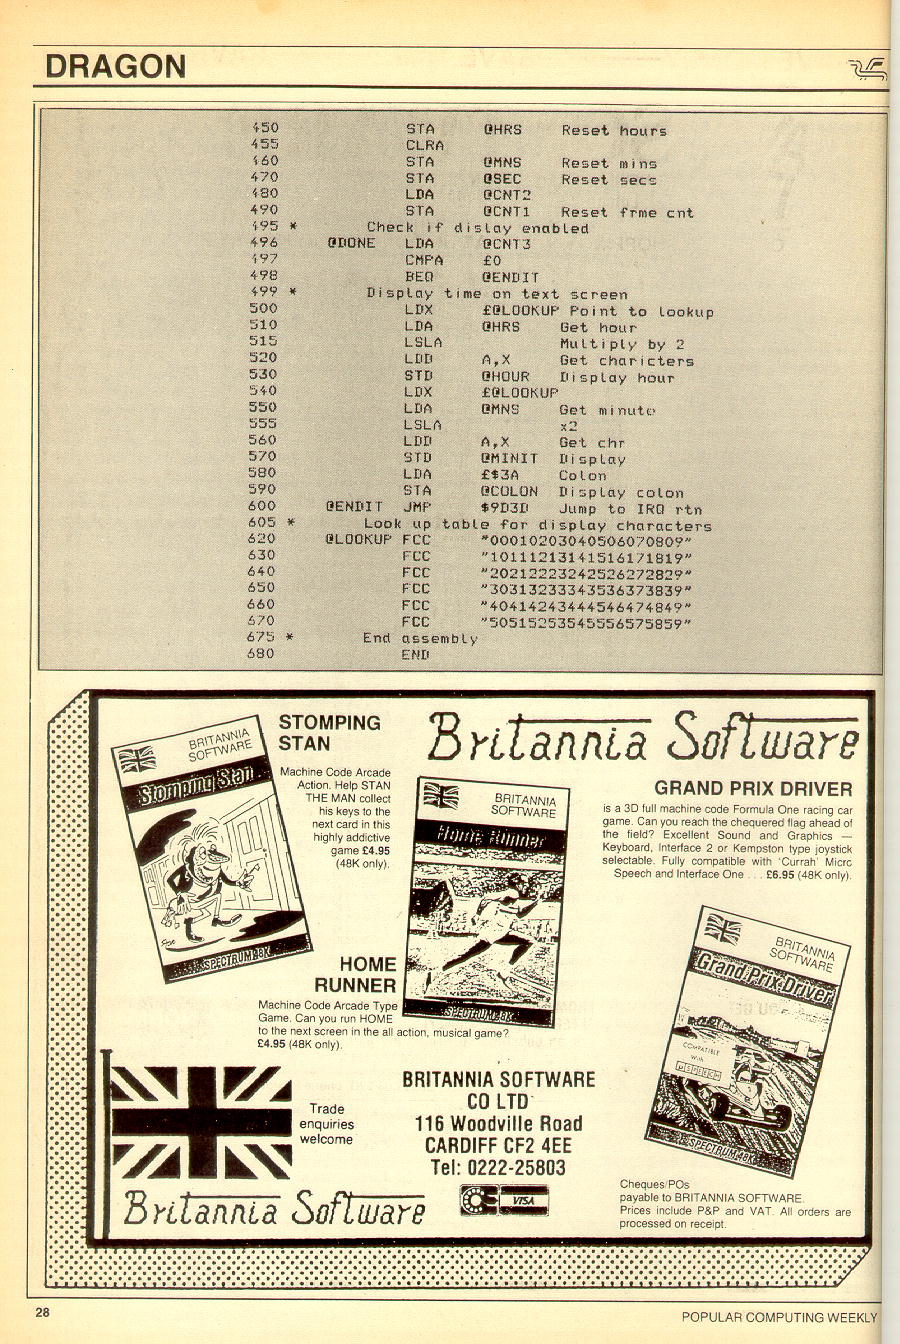 DRAGON
450 STA @HRS Reset hours
455 CLRA
460 STA @MNS Reset mins
470 STA @SEC Reset secs
480 LDA @CNT2
490 STA @CNT1 Reset frme cnt
495 * Check if dislay enabled
496 @DONE LDA @CNT3
497 CMPA £0
498 BEQ @ENDIT
499 * Display time on text screen
500 LDX £@LOOKUP Point to lookup
510 LDA @HRS Get hour
515 LSLA Multiply by 2
520 LDD A,X Get charicters
530 STD @HOUR Display hour
540 LDX £@LOOKUP
550 LDA @MNS Get minute
555 LSLA x2
560 LDD A,X Get chr
570 STD @MINIT Display
580 LDA £$3A Colon
590 STA @COLON Display colon
600 @ENDIT JMP $9D3D Jump to IRQ rtn
605 * Look up table for display characters
620 @LOOKUP FCC "00010203040506070809"
630 FCC "10111213141516171819"
640 FCC "20212223242526272829"
650 FCC "30313233343536373839"
660 FCC "40414243444546474849"
670 FCC "50515253545556575859"
675 * End assembly
680 END
STOMPING
STAN
Machine Code Arcade
Action. Help STAN
THE MAN collect
his keys to the
next card in this
highly addictive
game £4.95
(48K only).
BRITANNIA
SOFTWARE
Stomping Stan
SPECTRUM 48K
Britannia Software
BRITANNIA
SOFTWARE
Home Runner
SPECTRUM 48K
GRAND PRIX DRIVER
is a 3D full machine code Formula One racing car
game. Can you reach the chequered flag ahead of
the field? Excellent Sound and Graphics —
Keyboard, Interface 2 or Kempston type joystick
selectable. Fully compatible with 'Currah' Micro
Speech and Interface One . . . £6.95 (48K only).
HOME
RUNNER
Machine Code Arcade Type
Game. Can you run HOME
to the next screen in the all action, musical game?
£4.95 (48K only).
BRITANNIA
SOFTWARE
Grand Prix Driver
COMPATIBLE
With
µSPEECH
SPECTRUM 48K
Trade
enquiries
welcome
Britannia Software
BRITANNIA SOFTWARE
CO LTD
116 Woodville Road
CARDIFF CF2 4EE
Tel: 0222-25803
VISA
Cheques/POs
payable to BRITANNIA SOFTWARE.
Prices include P&P and VAT. All orders are
processed on receipt.
28
POPULAR COMPUTING WEEKLY